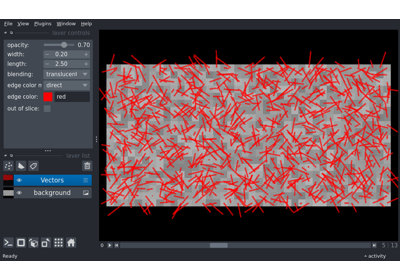 File View Plugins Window Help
layer controls
opacity: 0.70
width: 0.20
length: 2.50
blending: translucent
edge color m direct
edge color: red
out of slice:
layer list
Vectors
background
0 5 13
Ready activity